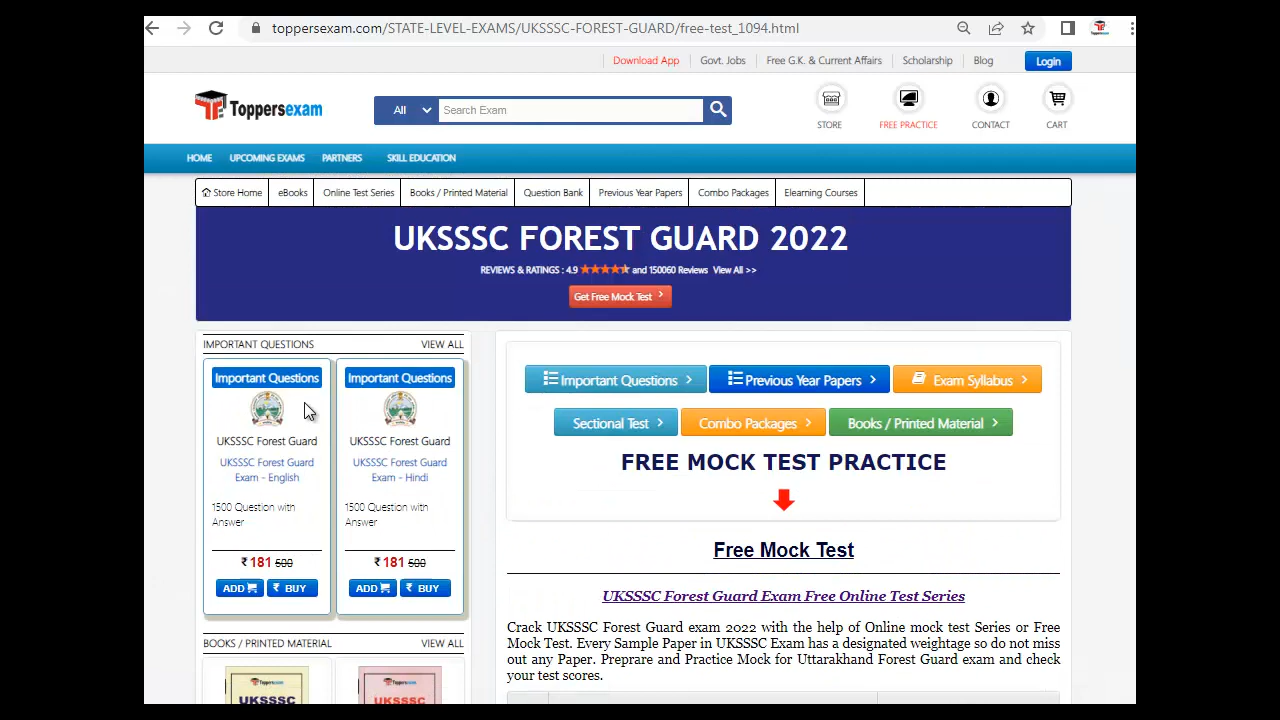 toppersexam.com/STATE-LEVEL-EXAMS/UKSSSC-FOREST-GUARD/free-test_1094.html
Download App Govt. Jobs Free G.K. & Current Affairs Scholarship Blog Login
Toppersexam
All Search Exam
STORE FREE PRACTICE CONTACT CART
HOME UPCOMING EXAMS PARTNERS SKILL EDUCATION
Store Home eBooks Online Test Series Books / Printed Material Question Bank Previous Year Papers Combo Packages Elearning Courses
UKSSSC FOREST GUARD 2022
REVIEWS & RATINGS : 4.9 and 150060 Reviews View All >>
Get Free Mock Test
IMPORTANT QUESTIONS VIEW ALL
Important Questions
UKSSSC Forest Guard
UKSSSC Forest Guard
Exam - English
1500 Question with
Answer
₹ 181 500
ADD ₹ BUY
Important Questions
UKSSSC Forest Guard
UKSSSC Forest Guard
Exam - Hindi
1500 Question with
Answer
₹ 181 500
ADD ₹ BUY
BOOKS / PRINTED MATERIAL VIEW ALL
Toppersexam
UKSSSC
Toppersexam
UKSSSC
Important Questions Previous Year Papers Exam Syllabus
Sectional Test Combo Packages Books / Printed Material
FREE MOCK TEST PRACTICE
Free Mock Test
UKSSSC Forest Guard Exam Free Online Test Series
Crack UKSSSC Forest Guard exam 2022 with the help of Online mock test Series or Free
Mock Test. Every Sample Paper in UKSSSC Exam has a designated weightage so do not miss
out any Paper. Preprare and Practice Mock for Uttarakhand Forest Guard exam and check
your test scores.